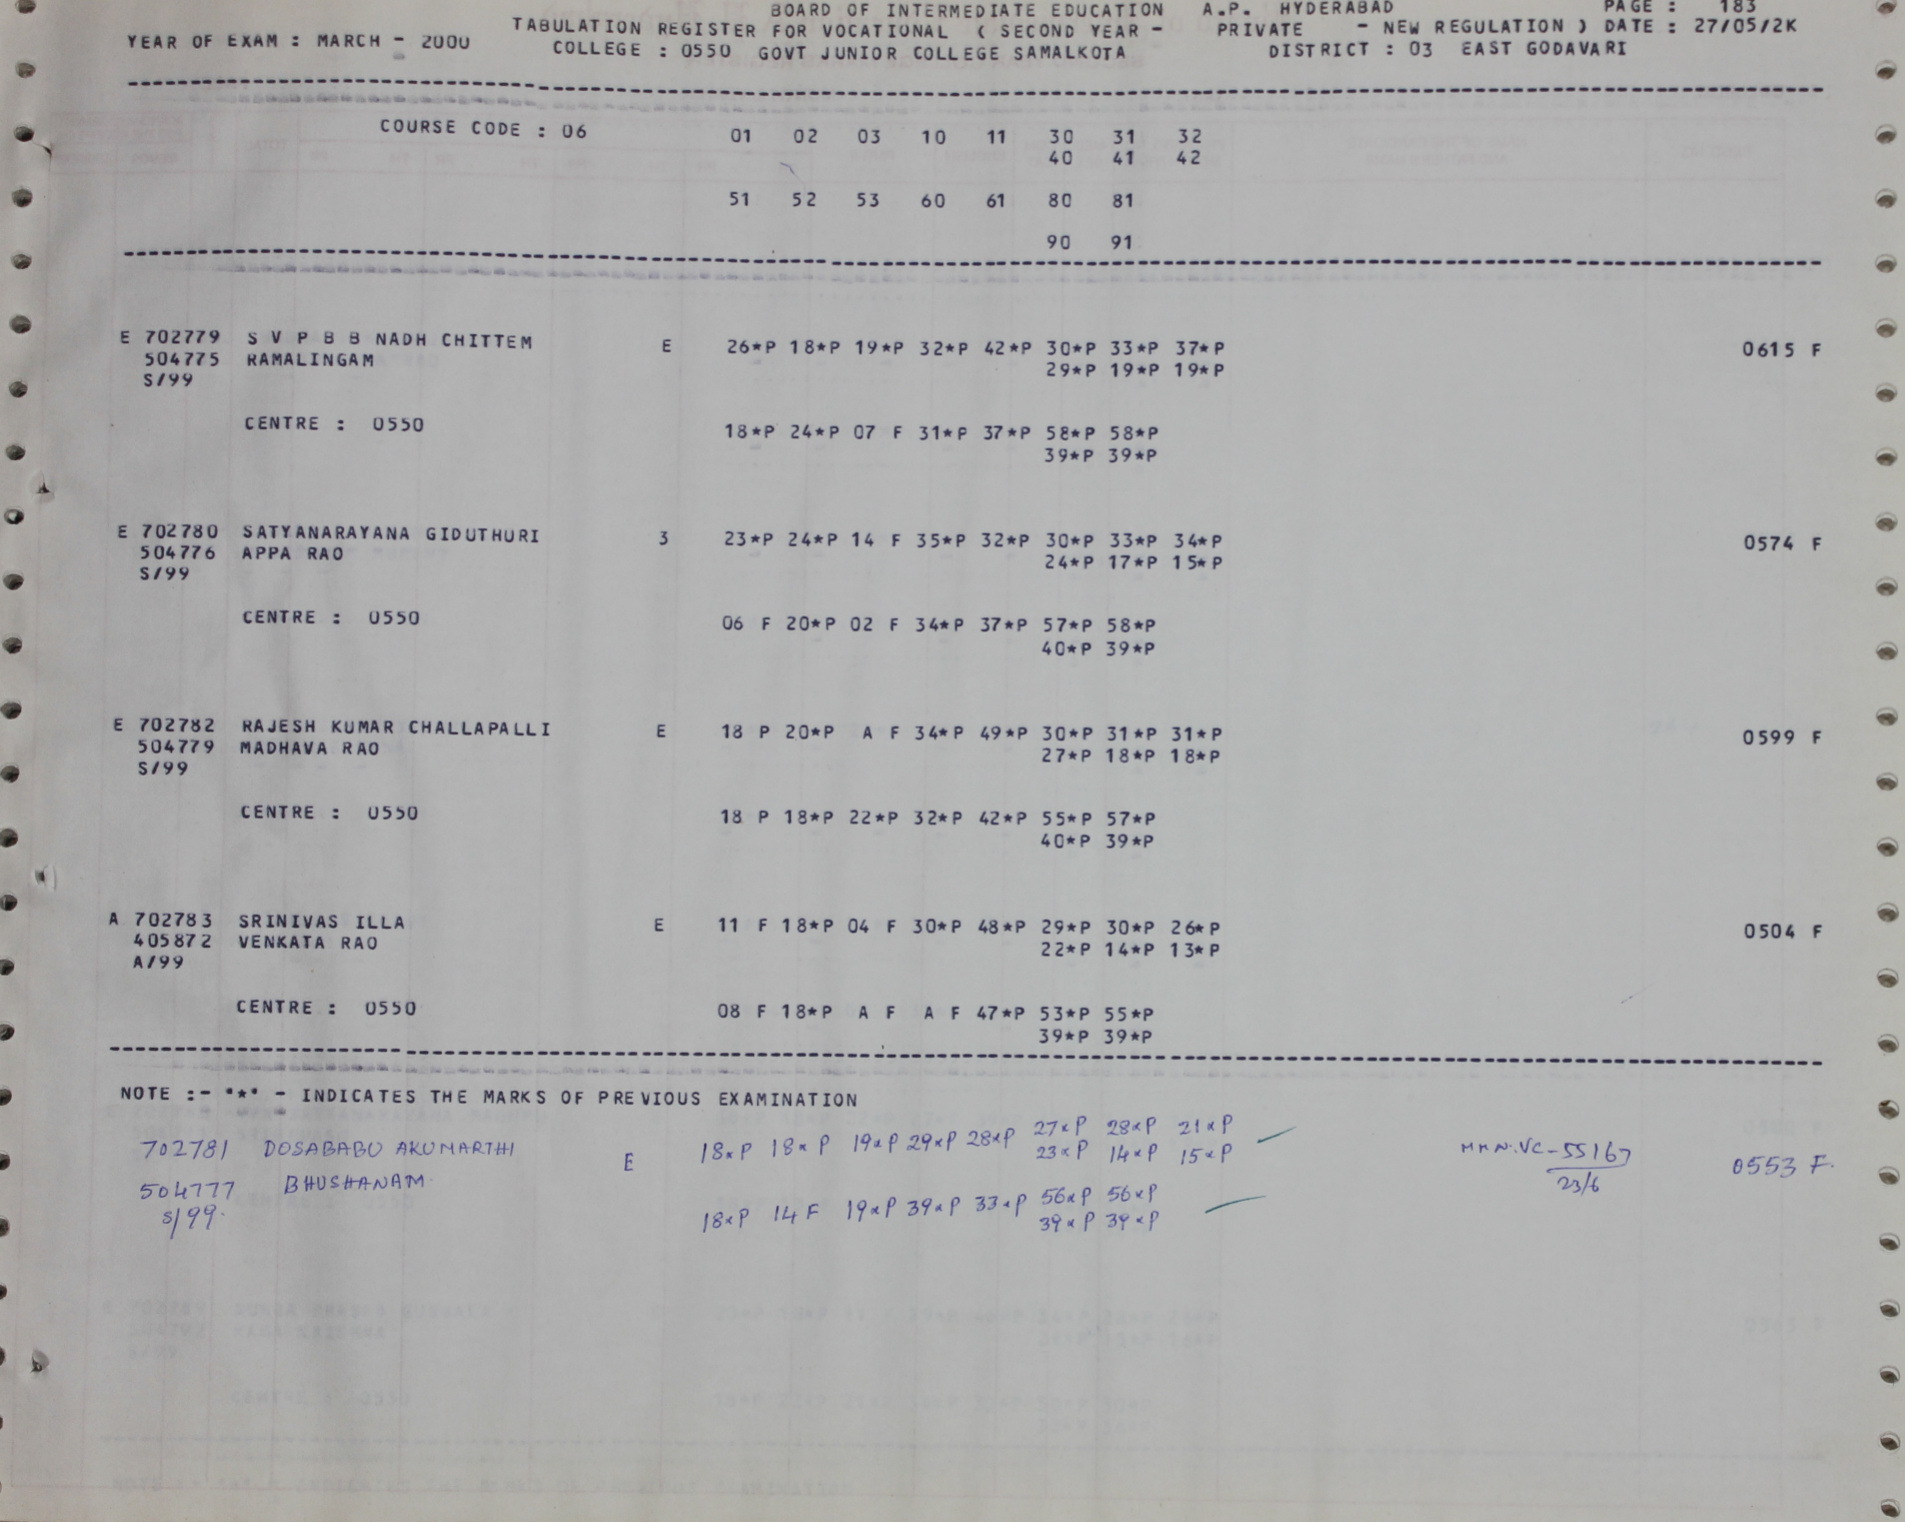 BOARD OF INTERMEDIATE EDUCATION A.P. HYDERABAD PAGE : 183
TABULATION REGISTER FOR VOCATIONAL ( SECOND YEAR - PRIVATE - NEW REGULATION ) DATE : 27/05/2K
YEAR OF EXAM : MARCH - 2000 COLLEGE : 0550 GOVT JUNIOR COLLEGE SAMALKOTA DISTRICT : 03 EAST GODAVARI
COURSE CODE : 06 01 02 03 10 11 30 31 32
40 41 42
51 52 53 60 61 80 81
90 91
E 702779 S V P B B NADH CHITTEM E 26*P 18*P 19*P 32*P 42*P 30*P 33*P 37*P 0615 F
504775 RAMALINGAM 29*P 19*P 19*P
S/99
CENTRE : 0550 18*P 24*P 07 F 31*P 37*P 58*P 58*P
39*P 39*P
E 702780 SATYANARAYANA GIDUTHURI 3 23*P 24*P 14 F 35*P 32*P 30*P 33*P 34*P 0574 F
504776 APPA RAO 24*P 17*P 15*P
S/99
CENTRE : 0550 06 F 20*P 02 F 34*P 37*P 57*P 58*P
40*P 39*P
E 702782 RAJESH KUMAR CHALLAPALLI E 18 P 20*P A F 34*P 49*P 30*P 31*P 31*P 0599 F
504779 MADHAVA RAO 27*P 18*P 18*P
S/99
CENTRE : 0550 18 P 18*P 22*P 32*P 42*P 55*P 57*P
40*P 39*P
A 702783 SRINIVAS ILLA E 11 F 18*P 04 F 30*P 48*P 29*P 30*P 26*P 0504 F
405872 VENKATA RAO 22*P 14*P 13*P
A/99
CENTRE : 0550 08 F 18*P A F A F 47*P 53*P 55*P
39*P 39*P
NOTE :- "*" - INDICATES THE MARKS OF PREVIOUS EXAMINATION
702781 DOSABABU AKUMARTHI E 18*P 18*P 19*P 29*P 28*P 27*P 28*P 21*P 55167 0553 F.
23*P 14*P 15*P 23/6
504777 BHUSHANAM
S/99. 18*P 14 F 19*P 39*P 33*P 56*P 56*P
39*P 39*P